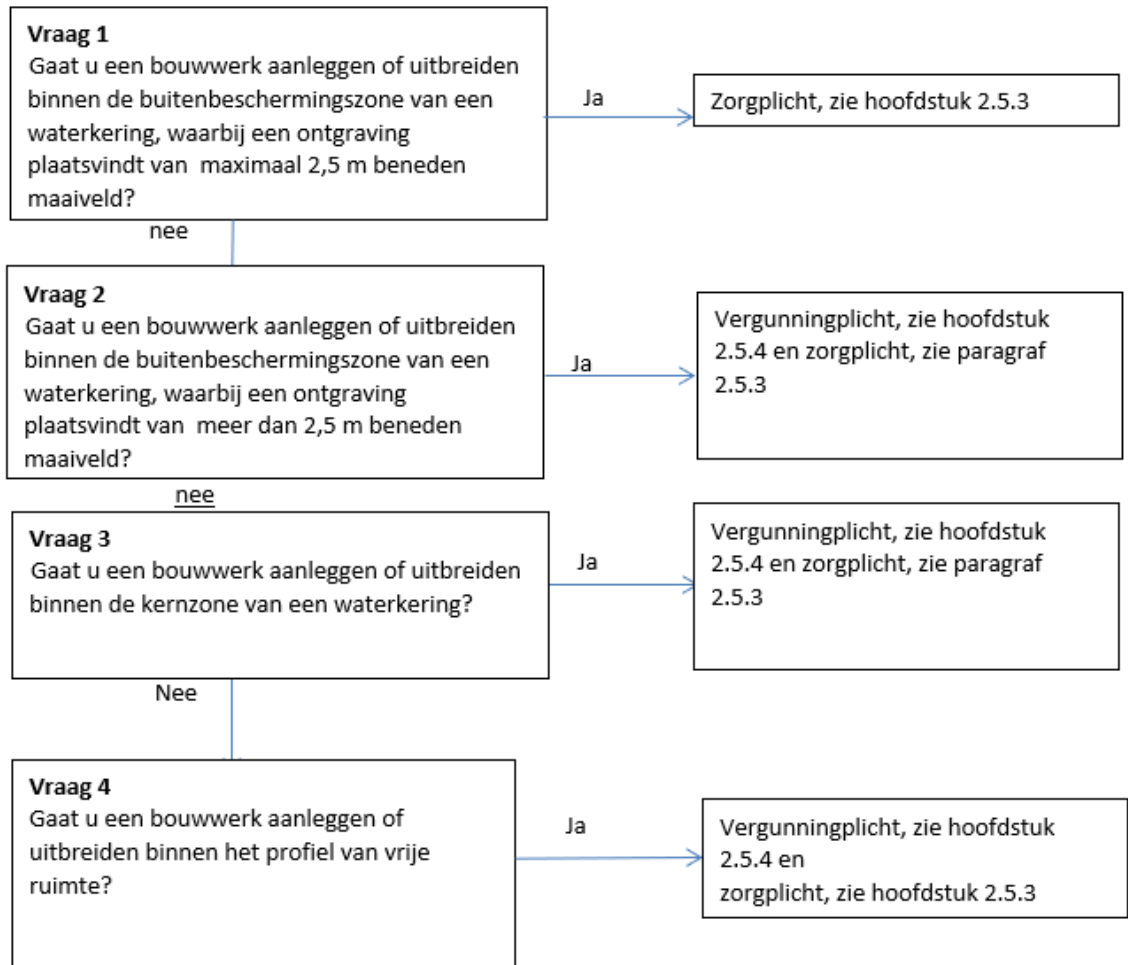 Vraag 1
Gaat u een bouwwerk aanleggen of uitbreiden
binnen de buitenbeschermingszone van een
waterkering, waarbij een ontgraving
plaatsvindt van maximaal 2,5 m beneden
maaiveld?
Ja
Zorgplicht, zie hoofdstuk 2.5.3
nee
Vraag 2
Gaat u een bouwwerk aanleggen of uitbreiden
binnen de buitenbeschermingszone van een
waterkering, waarbij een ontgraving
plaatsvindt van meer dan 2,5 m beneden
maaiveld?
Ja
Vergunningplicht, zie hoofdstuk
2.5.4 en zorgplicht, zie paragraf
2.5.3
nee
Vraag 3
Gaat u een bouwwerk aanleggen of uitbreiden
binnen de kernzone van een waterkering?
Ja
Vergunningplicht, zie hoofdstuk
2.5.4 en zorgplicht, zie paragraf
2.5.3
Nee
Vraag 4
Gaat u een bouwwerk aanleggen of
uitbreiden binnen het profiel van vrije
ruimte?
Ja
Vergunningplicht, zie hoofdstuk
2.5.4 en
zorgplicht, zie hoofdstuk 2.5.3